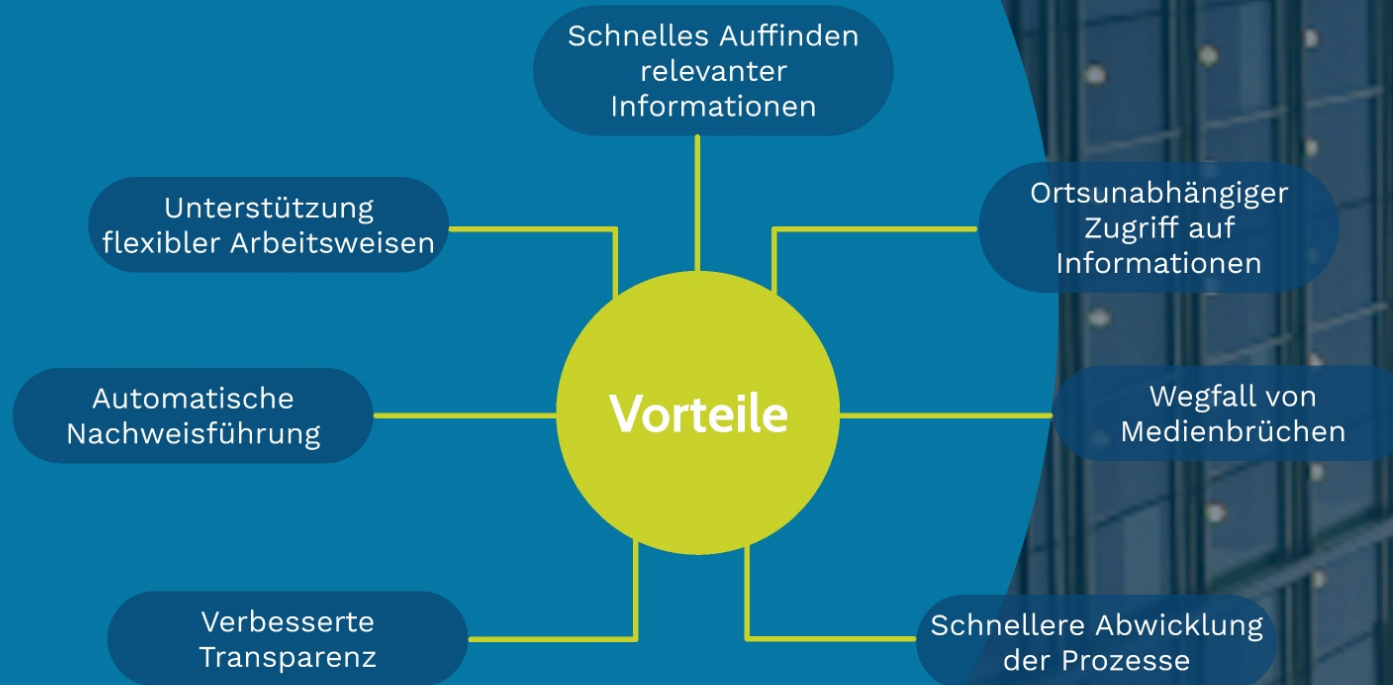 Schnelles Auffinden
relevanter
Informationen
Unterstützung
flexibler Arbeitsweisen
Ortsunabhängiger
Zugriff auf
Informationen
Automatische
Nachweisführung
Vorteile
Wegfall von
Medienbrüchen
Verbesserte
Transparenz
Schnellere Abwicklung
der Prozesse